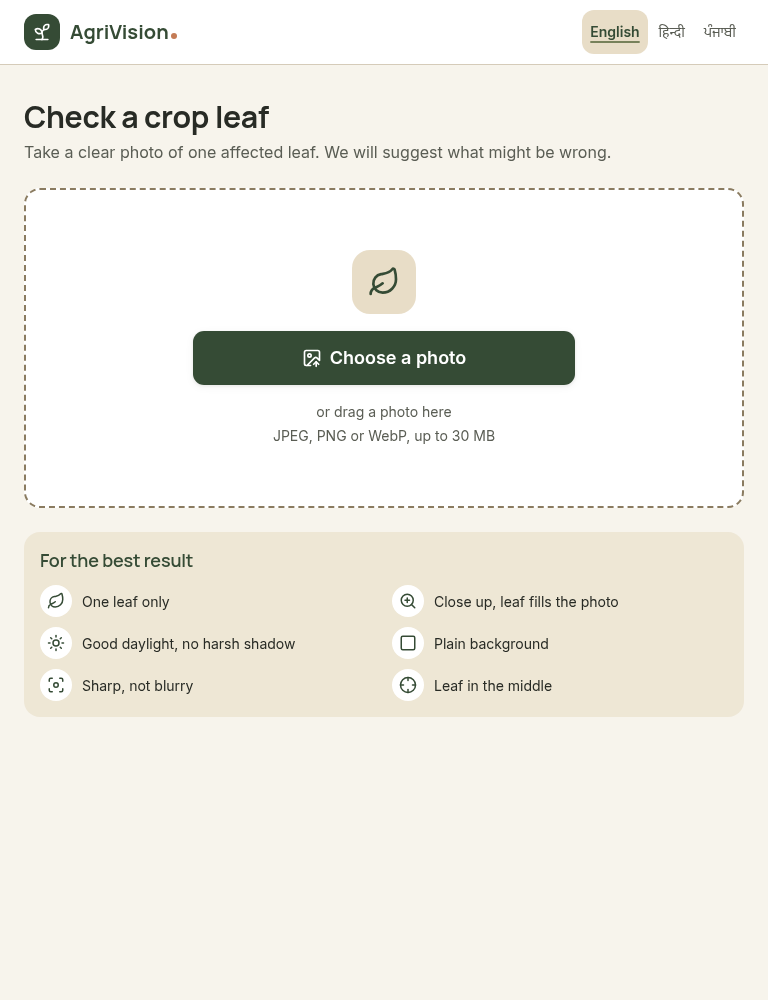 AgriVision
English हिन्दी ਪੰਜਾਬੀ
Check a crop leaf
Take a clear photo of one affected leaf. We will suggest what might be wrong.
Choose a photo
or drag a photo here
JPEG, PNG or WebP, up to 30 MB
For the best result
One leaf only
Close up, leaf fills the photo
Good daylight, no harsh shadow
Plain background
Sharp, not blurry
Leaf in the middle